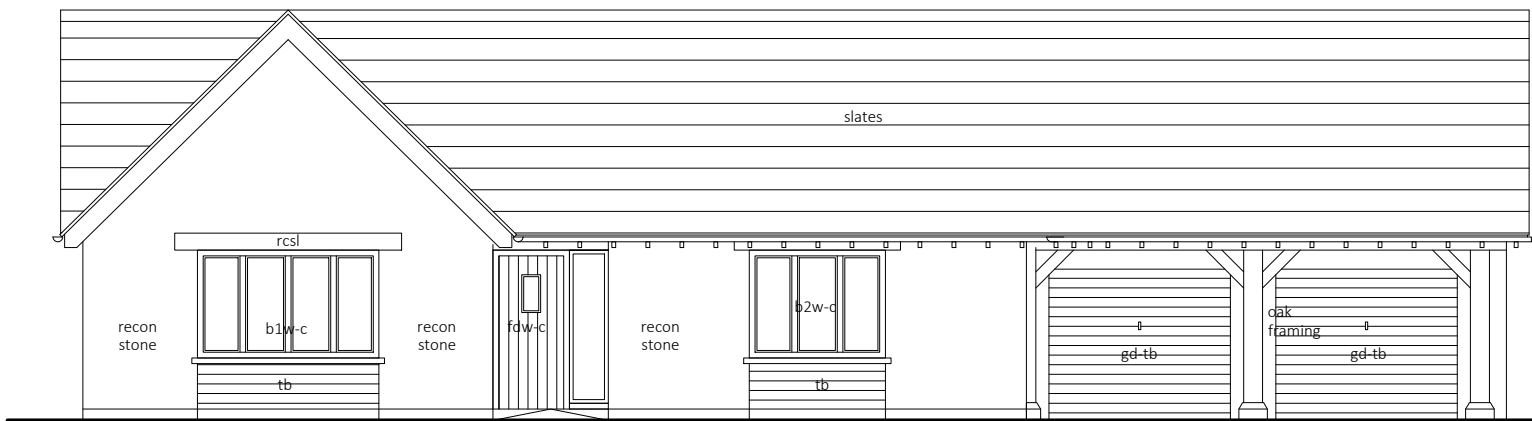 slates
rcsl
recon
stone
b1w-c
recon
stone
fdw-c
recon
stone
b2w-c
oak
framing
gd-tb
gd-tb
tb
tb